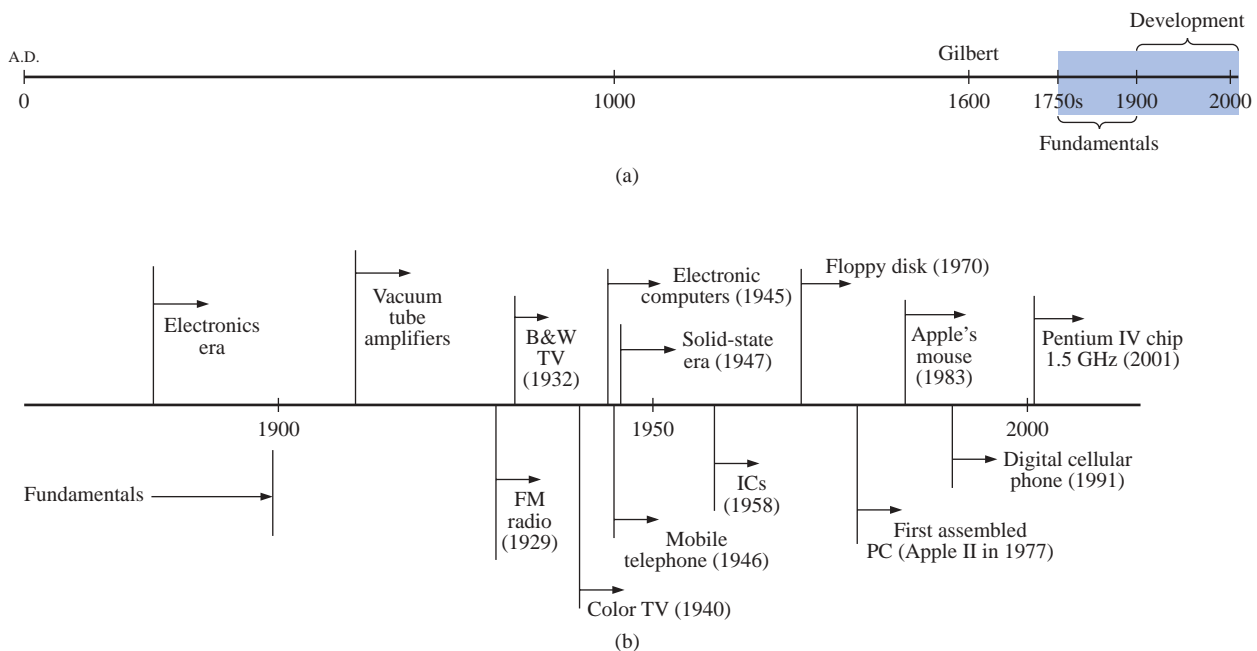 Development
A.D.
Gilbert
0
1000
1600
1750s
1900
2000
Fundamentals
(a)
Electronics
era
Vacuum
tube
amplifiers
B&W
TV
(1932)
Electronic
computers (1945)
Solid-state
era (1947)
Floppy disk (1970)
Apple's
mouse
(1983)
Pentium IV chip
1.5 GHz (2001)
1900
1950
2000
Fundamentals
FM
radio
(1929)
Color TV (1940)
Mobile
telephone (1946)
ICs
(1958)
First assembled
PC (Apple II in 1977)
Digital cellular
phone (1991)
(b)